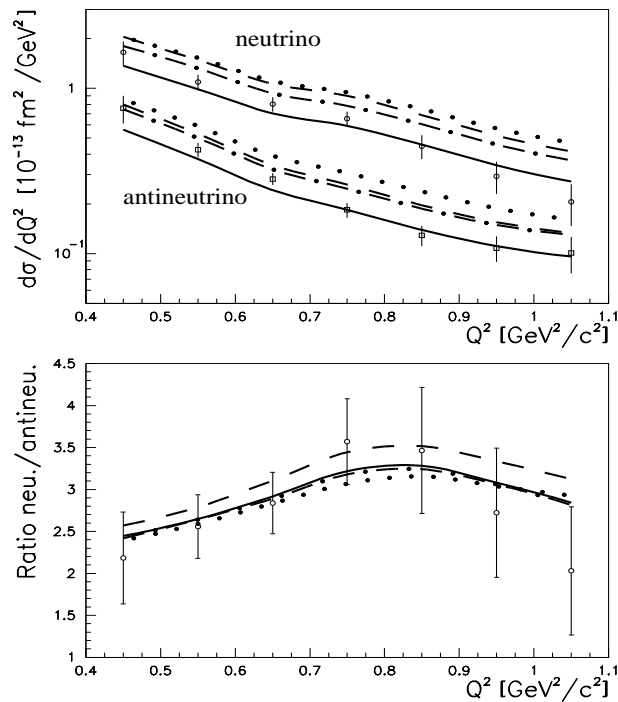 dσ/dQ² [10⁻¹³ fm² /GeV²]
neutrino
1
antineutrino
10⁻¹
0.4 0.5 0.6 0.7 0.8 0.9 1 1.1
Q² [GeV²/c²]
Ratio neu./antineu.
4.5
4
3.5
3
2.5
2
1.5
1
0.4 0.5 0.6 0.7 0.8 0.9 1 1.1
Q² [GeV²/c²]